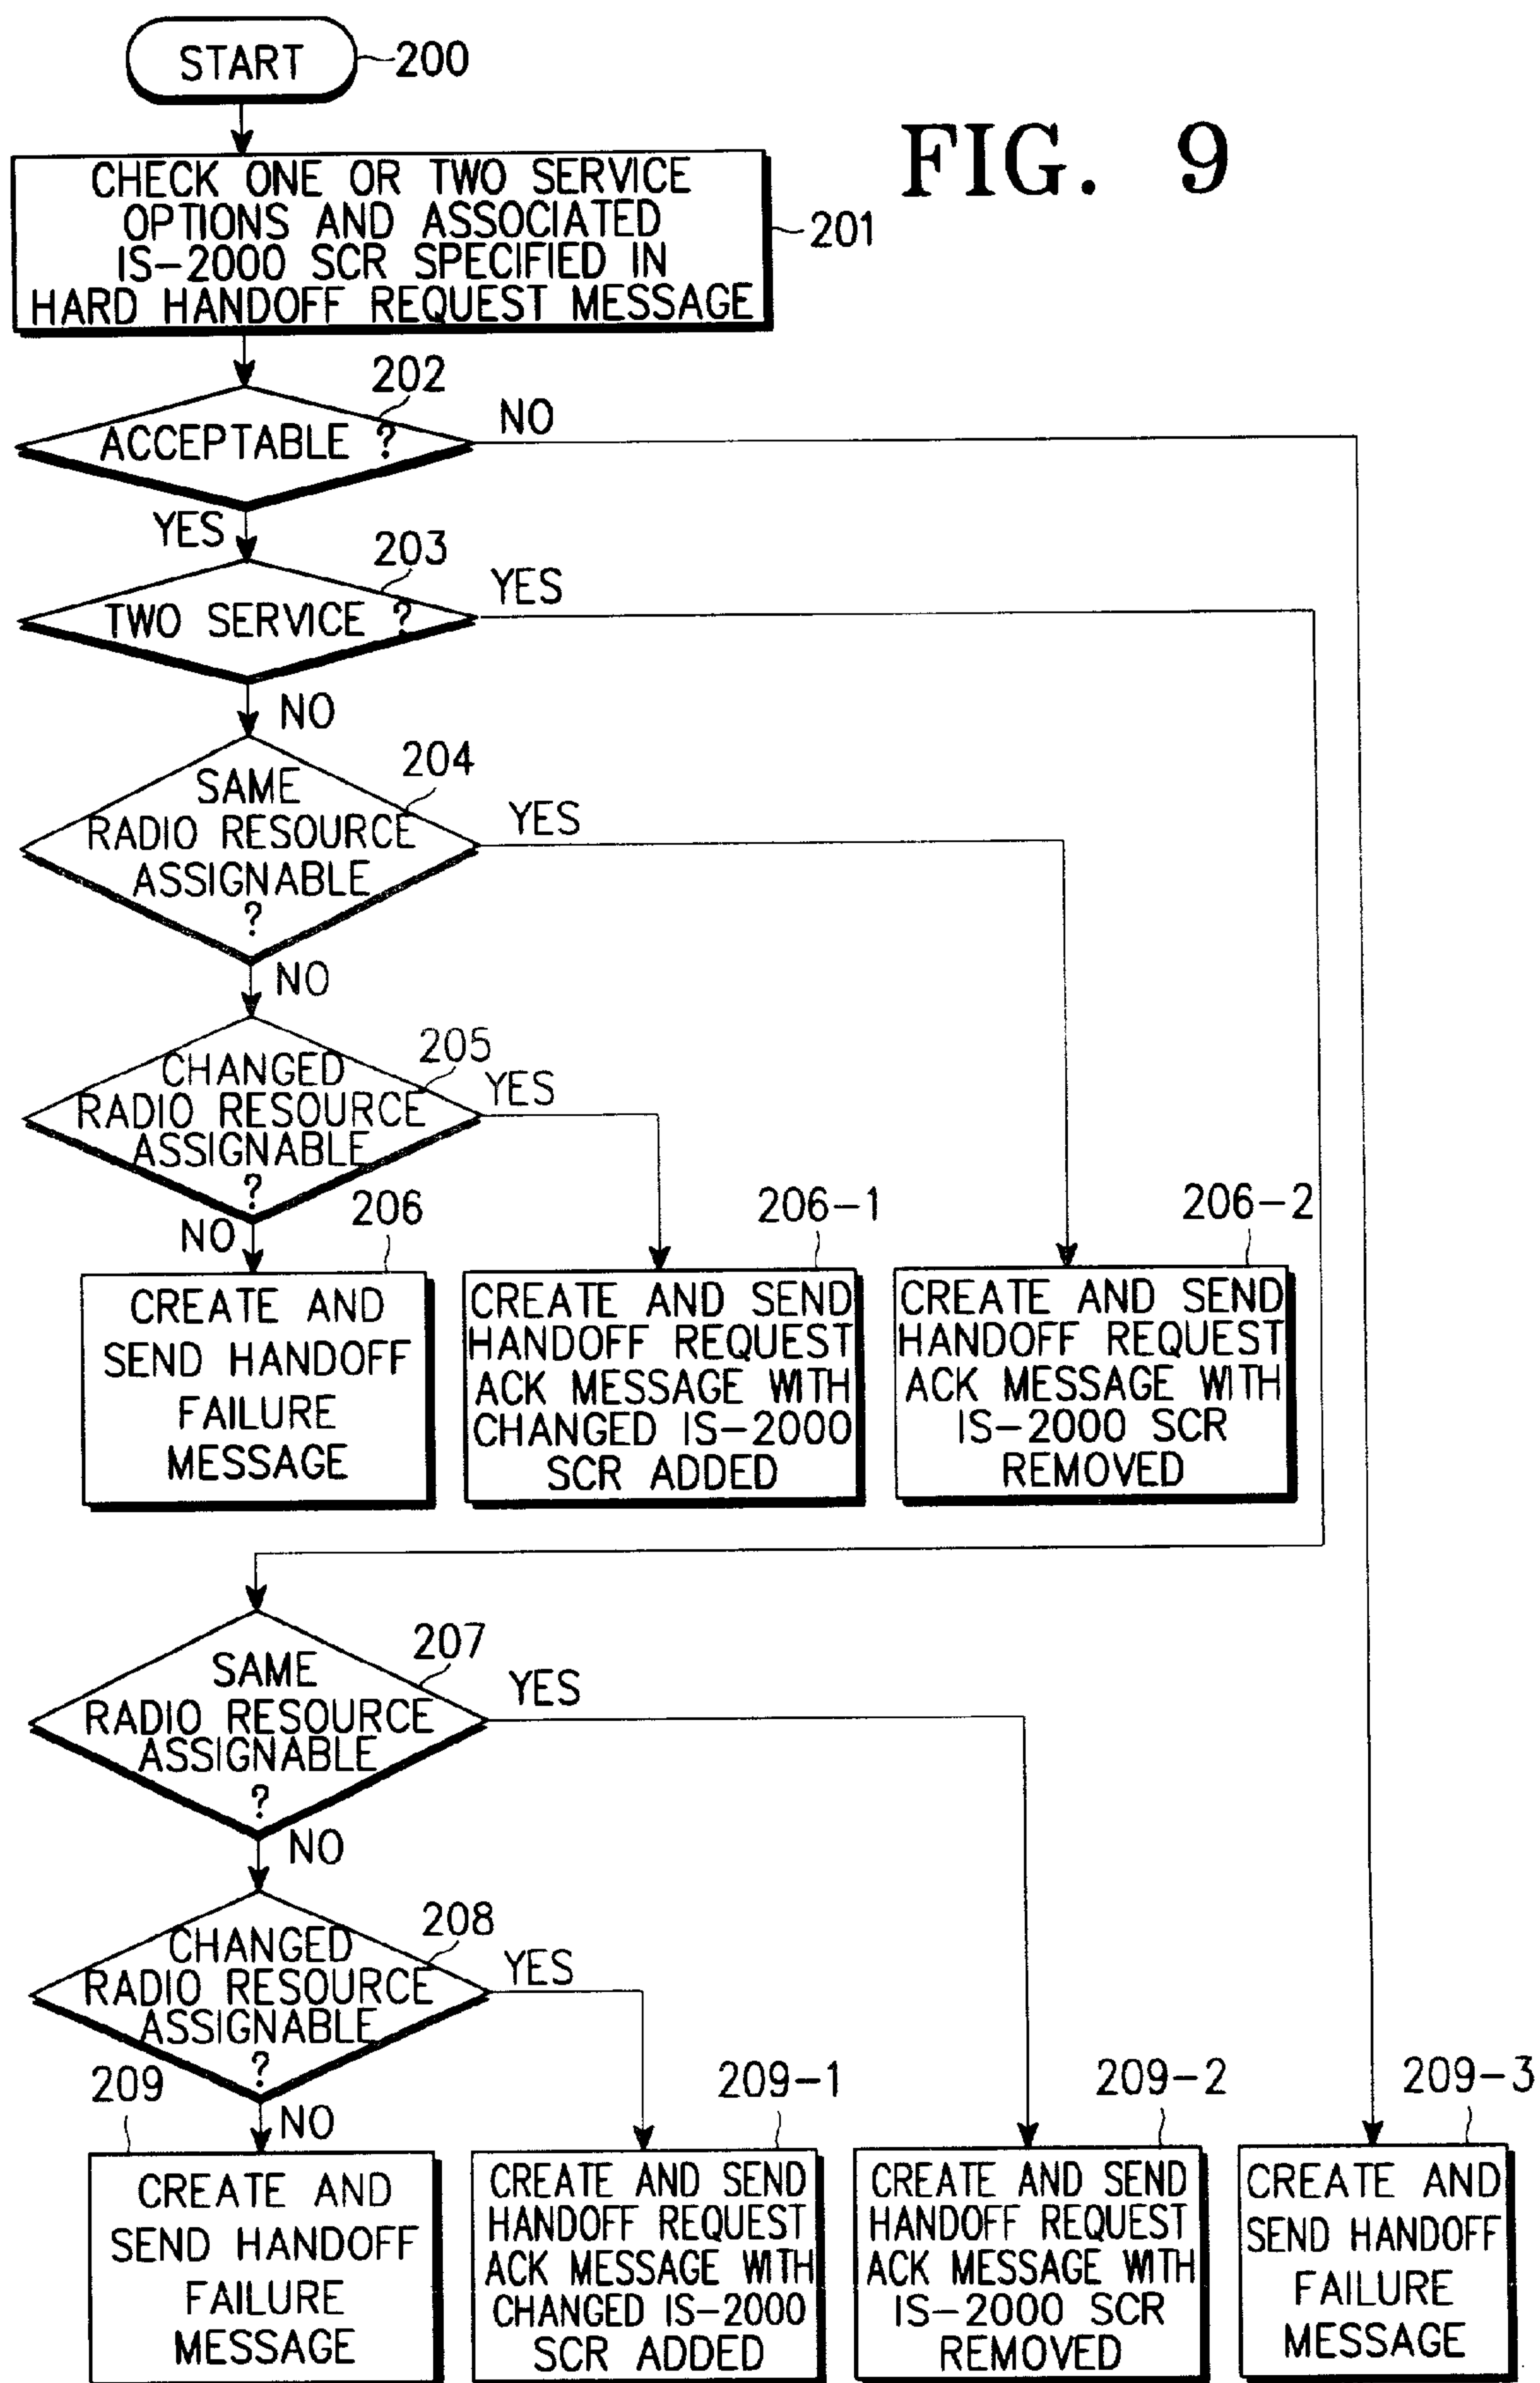 START
200
FIG. 9
CHECK ONE OR TWO SERVICE
OPTIONS AND ASSOCIATED
IS-2000 SCR SPECIFIED IN
HARD HANDOFF REQUEST MESSAGE
201
202
ACCEPTABLE ?
NO
YES
203
TWO SERVICE ?
YES
NO
204
SAME
RADIO RESOURCE
ASSIGNABLE
?
YES
NO
205
CHANGED
RADIO RESOURCE
ASSIGNABLE
?
YES
NO
206
CREATE AND
SEND HANDOFF
FAILURE
MESSAGE
206-1
CREATE AND SEND
HANDOFF REQUEST
ACK MESSAGE WITH
CHANGED IS-2000
SCR ADDED
206-2
CREATE AND SEND
HANDOFF REQUEST
ACK MESSAGE WITH
IS-2000 SCR
REMOVED
207
SAME
RADIO RESOURCE
ASSIGNABLE
?
YES
NO
208
CHANGED
RADIO RESOURCE
ASSIGNABLE
?
YES
NO
209
CREATE AND
SEND HANDOFF
FAILURE
MESSAGE
209-1
CREATE AND SEND
HANDOFF REQUEST
ACK MESSAGE WITH
CHANGED IS-2000
SCR ADDED
209-2
CREATE AND SEND
HANDOFF REQUEST
ACK MESSAGE WITH
IS-2000 SCR
REMOVED
209-3
CREATE AND
SEND HANDOFF
FAILURE
MESSAGE